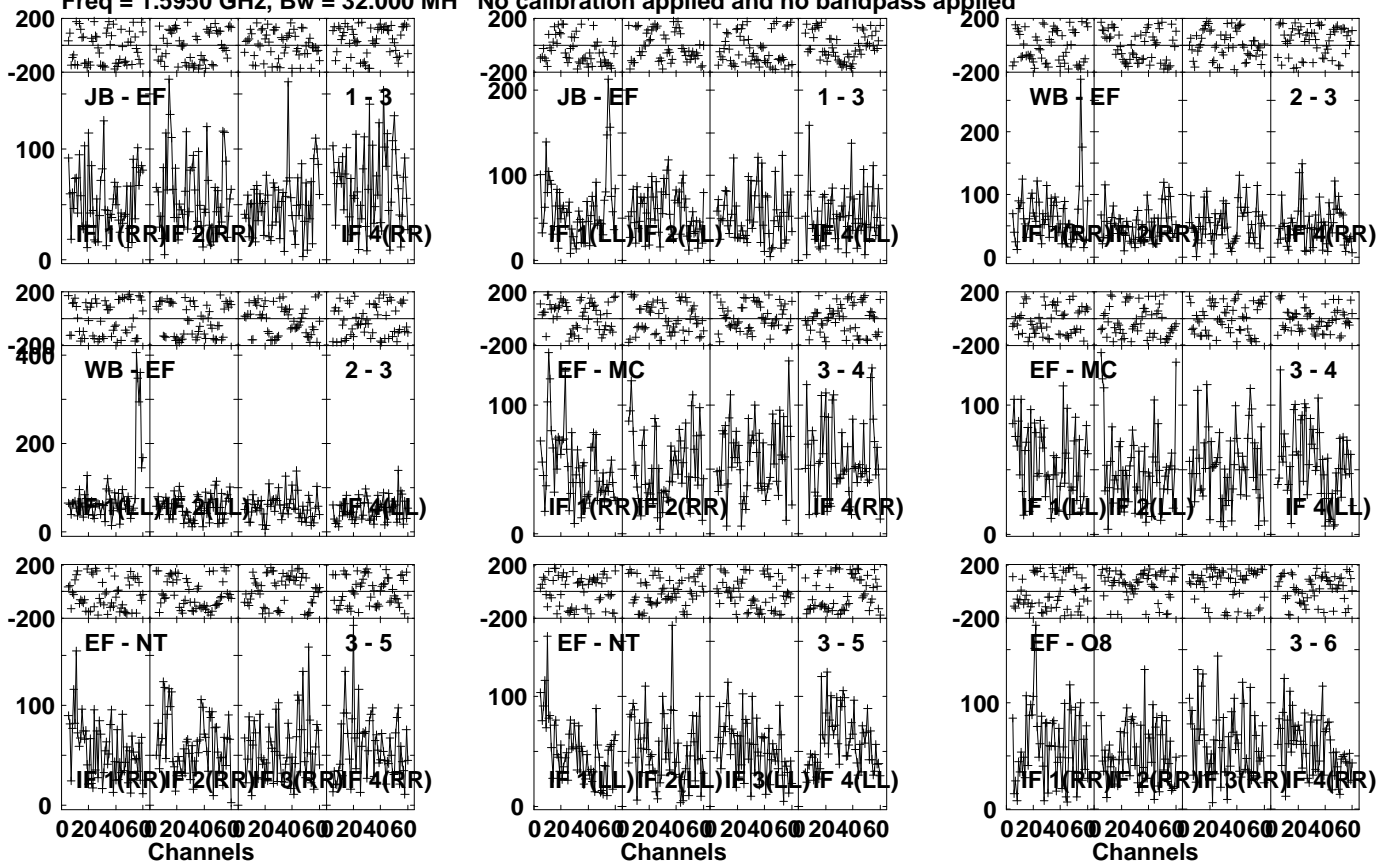 Freq = 1.5950 GHz, Bw = 32.000 MH No calibration applied and no bandpass applied
200 200 200
-200 -200 -200
JB - EF 1 - 3 JB - EF 1 - 3 WB - EF 2 - 3
200
200
100 100 100
IF 1(RR) IF 2(RR) IF 4(RR) IF 1(LL) IF 2(LL) IF 4(LL) IF 1(RR) IF 2(RR) IF 4(RR)
0 0 0
200 200 200
-200 -200 -200
400
WB - EF 2 - 3 EF - MC 3 - 4 EF - MC 3 - 4
200 100 100
IF 1(LL) IF 2(LL) IF 4(LL) IF 1(RR) IF 2(RR) IF 4(RR) IF 1(LL) IF 2(LL) IF 4(LL)
0 0 0
200 200 200
-200 -200 -200
EF - NT 3 - 5 EF - NT 3 - 5 EF - O8 3 - 6
100 100 100
IF 1(RR) IF 2(RR) IF 3(RR) IF 4(RR) IF 1(LL) IF 2(LL) IF 3(LL) IF 4(LL) IF 1(RR) IF 2(RR) IF 3(RR) IF 4(RR)
0 0 0
0 20 40 60 0 20 40 60 0 20 40 60 0 20 40 60 0 20 40 60 0 20 40 60 0 20 40 60 0 20 40 60 0 20 40 60 0 20 40 60 0 20 40 60 0 20 40 60
Channels Channels Channels